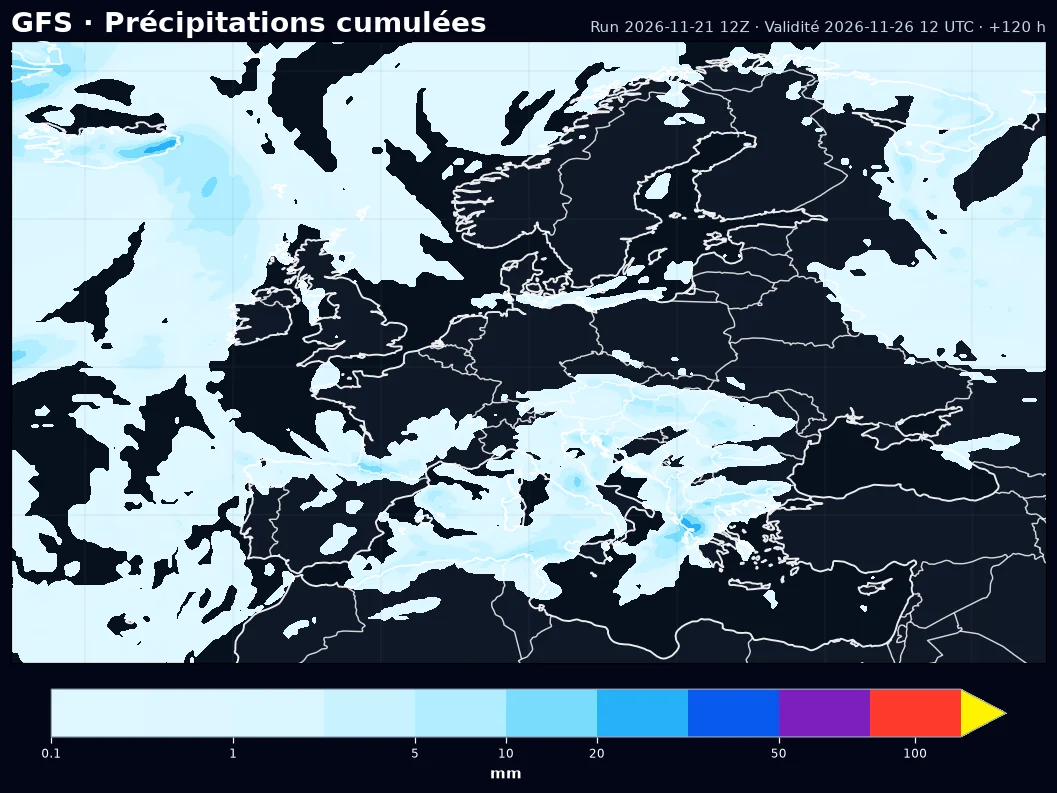 GFS · Précipitations cumulées
Run 2026-11-21 12Z · Validité 2026-11-26 12 UTC · +120 h
0.1 1 5 10 20 50 100
mm